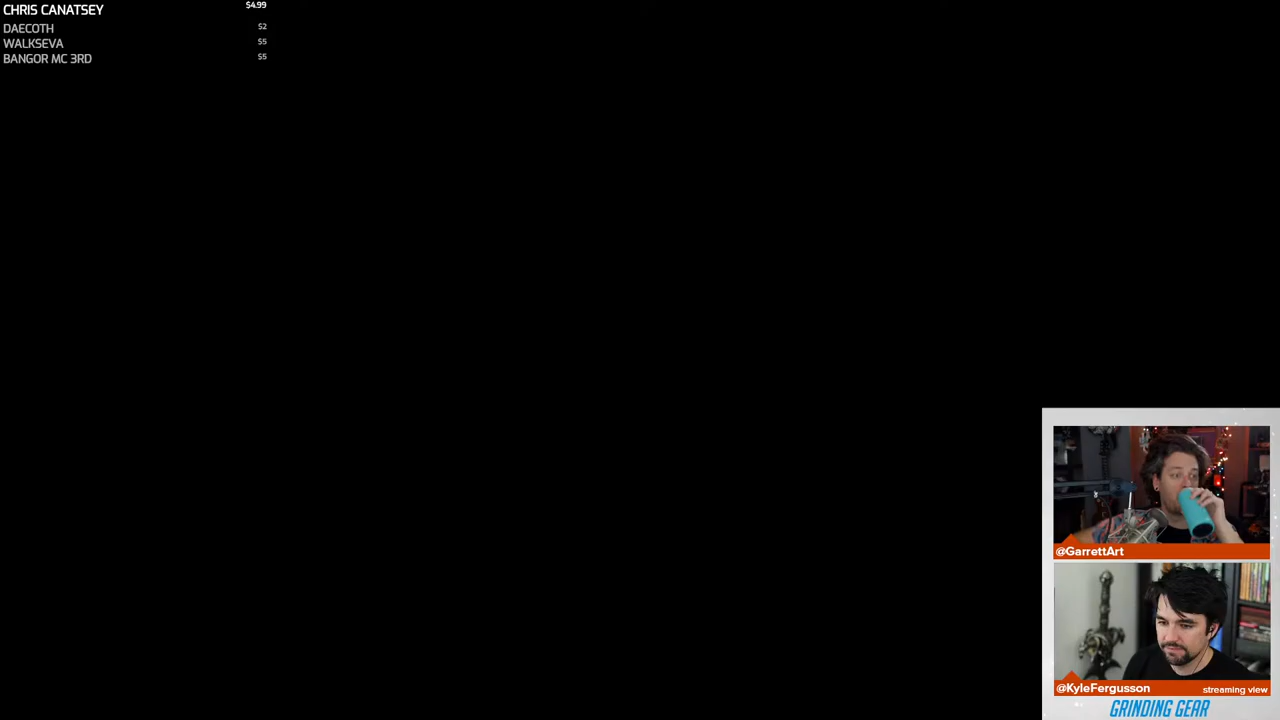 CHRIS CANATSEY $4.99
DAECOTH $2
WALKSEVA $5
BANGOR MC 3RD $5
@GarrettArt
@KyleFergusson streaming view
GRINDING GEAR